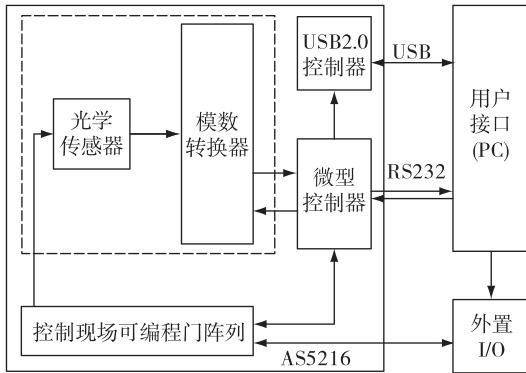 USB2.0
控制器
USB
光学
传感器
模数
转换器
用户
接口
(PC)
微型
控制器
RS232
控制现场可编程门阵列
AS5216
外置
I/O